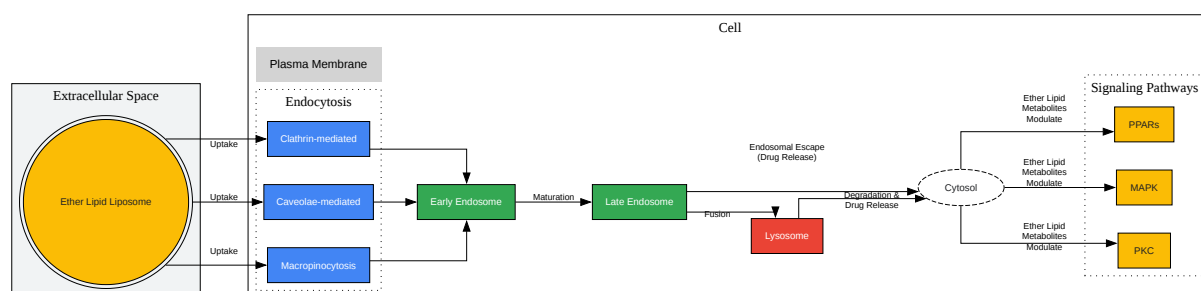 Cell
Plasma Membrane
Extracellular Space
Endocytosis
Signaling Pathways
Ether Lipid Liposome
Uptake
Uptake
Uptake
Clathrin-mediated
Caveolae-mediated
Macropinocytosis
Early Endosome
Maturation
Late Endosome
Endosomal Escape
(Drug Release)
Fusion
Lysosome
Degradation &
Drug Release
Cytosol
Ether Lipid
Metabolites
Modulate
Ether Lipid
Metabolites
Modulate
Ether Lipid
Metabolites
Modulate
PPARs
MAPK
PKC